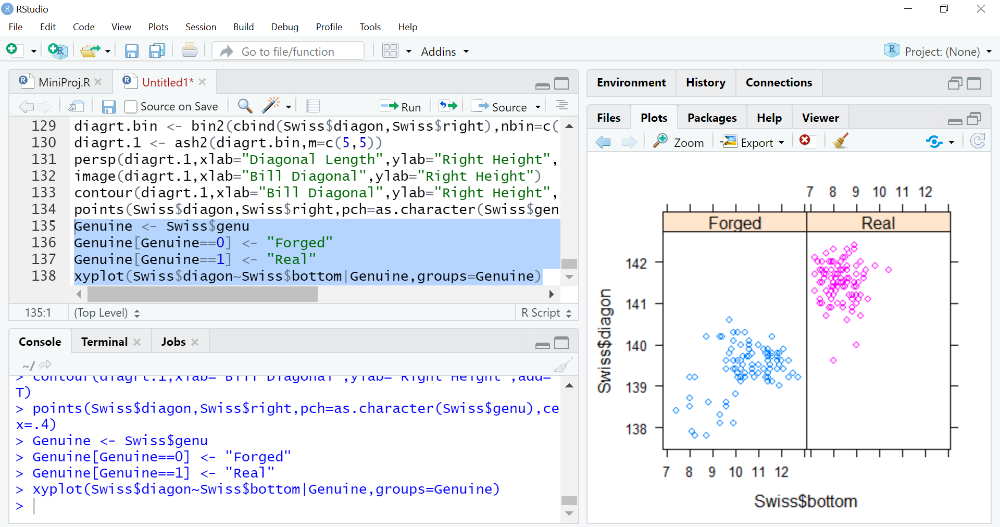 RStudio
File Edit Code View Plots Session Build Debug Profile Tools Help
Go to file/function Addins Project: (None)
MiniProj.R Untitled1*
Source on Save Run Source
129 diagrt.bin <- bin2(cbind(Swiss$diagon,Swiss$right),nbin=c(
130 diagrt.1 <- ash2(diagrt.bin,m=c(5,5))
131 persp(diagrt.1,xlab="Diagonal Length",ylab="Right Height",
132 image(diagrt.1,xlab="Bill Diagonal",ylab="Right Height")
133 contour(diagrt.1,xlab="Bill Diagonal",ylab="Right Height",
134 points(Swiss$diagon,Swiss$right,pch=as.character(Swiss$gen
135 Genuine <- Swiss$genu
136 Genuine[Genuine==0] <- "Forged"
137 Genuine[Genuine==1] <- "Real"
138 xyplot(Swiss$diagon~Swiss$bottom|Genuine,groups=Genuine)
135:1 (Top Level) R Script
Console Terminal Jobs
~/
> contour(diagrt.1,xlab="Bill Diagonal",ylab="Right Height",add=
T)
> points(Swiss$diagon,Swiss$right,pch=as.character(Swiss$genu),ce
x=.4)
> Genuine <- Swiss$genu
> Genuine[Genuine==0] <- "Forged"
> Genuine[Genuine==1] <- "Real"
> xyplot(Swiss$diagon~Swiss$bottom|Genuine,groups=Genuine)
>
Environment History Connections
Files Plots Packages Help Viewer
Zoom Export
7 8 9 10 11 12
Forged Real
142
141
140
139
138
Swiss$diagon
7 8 9 10 11 12
Swiss$bottom